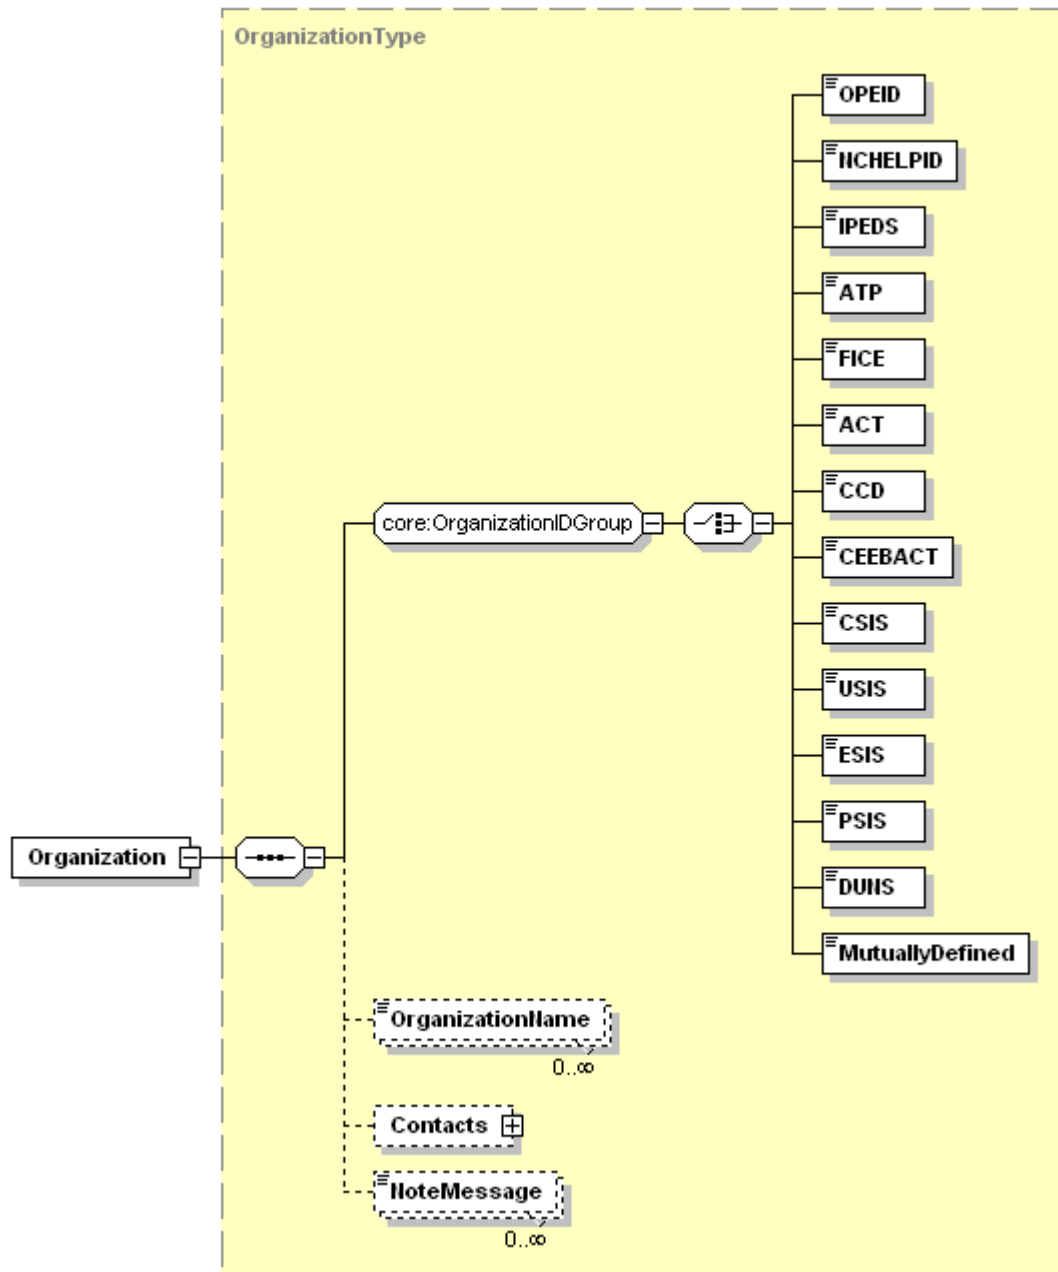 OrganizationType
OPEID
NCHELPID
IPEDS
ATP
FICE
ACT
CCD
core:OrganizationIDGroup
CEEBACT
CSIS
USIS
ESIS
PSIS
Organization
DUNS
MutuallyDefined
OrganizationName
0..∞
Contacts
NoteMessage
0..∞